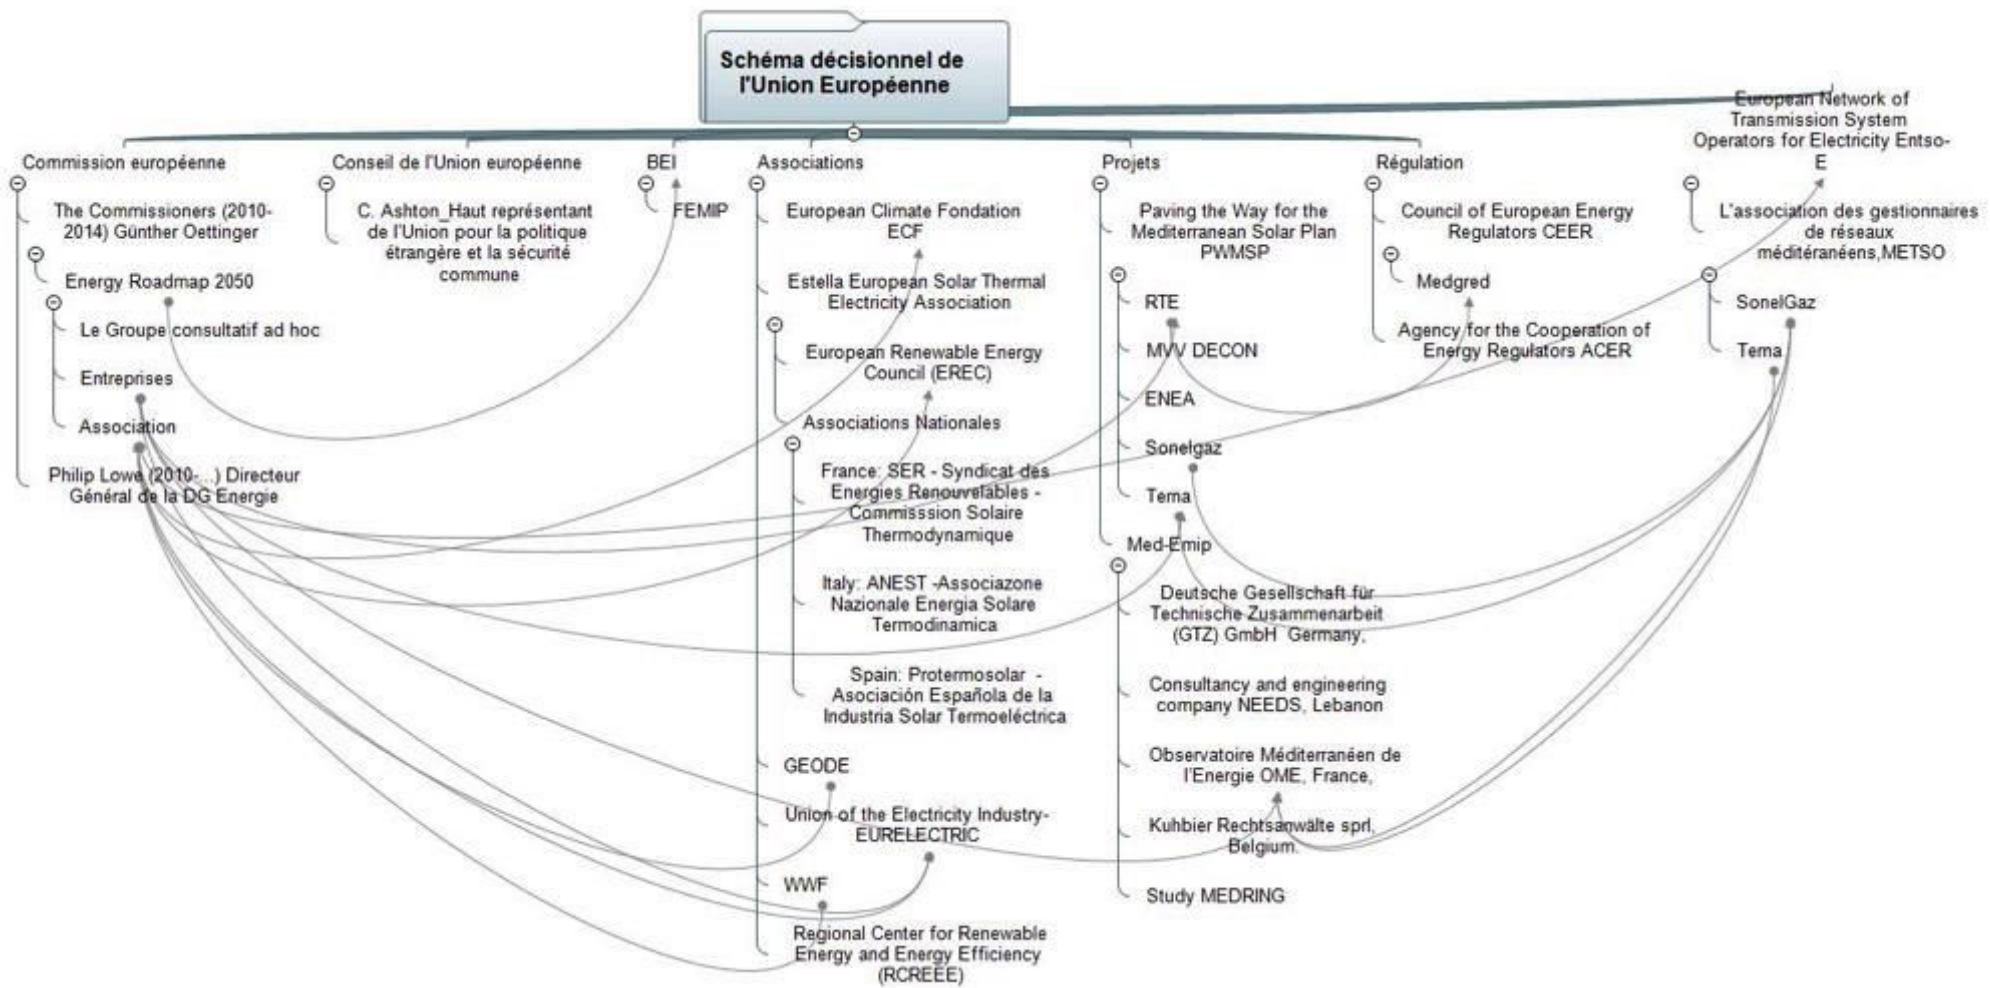 Schéma décisionnel de
l'Union Européenne
Commission européenne
The Commissioners (2010-
2014) Günther Oettinger
Energy Roadmap 2050
Le Groupe consultatif ad hoc
Entreprises
Association
Philip Lowe (2010-...) Directeur
Général de la DG Energie
Conseil de l'Union européenne
C. Ashton_Haut représentant
de l'Union pour la politique
étrangère et la sécurité
commune
BEI
FEMIP
Associations
European Climate Fondation
ECF
Estella European Solar Thermal
Electricity Association
European Renewable Energy
Council (EREC)
Associations Nationales
France: SER - Syndicat des
Energies Renouvelables -
Commisssion Solaire
Thermodynamique
Italy: ANEST -Associazone
Nazionale Energia Solare
Termodinamica
Spain: Protermosolar -
Asociación Española de la
Industria Solar Termoeléctrica
GEODE
Union of the Electricity Industry-
EURELECTRIC
WWF
Regional Center for Renewable
Energy and Energy Efficiency
(RCREEE)
Projets
Paving the Way for the
Mediterranean Solar Plan
PWMSP
RTE
MVV DECON
ENEA
Sonelgaz
Terna
Med-Emip
Deutsche Gesellschaft für
Technische Zusammenarbeit
(GTZ) GmbH Germany,
Consultancy and engineering
company NEEDS, Lebanon
Observatoire Méditerranéen de
l'Energie OME, France,
Kuhbier Rechtsanwälte sprl,
Belgium.
Study MEDRING
Régulation
Council of European Energy
Regulators CEER
Medgred
Agency for the Cooperation of
Energy Regulators ACER
European Network of
Transmission System
Operators for Electricity Entso-
E
L'association des gestionnaires
de réseaux
méditéranéens,METSO
SonelGaz
Terna